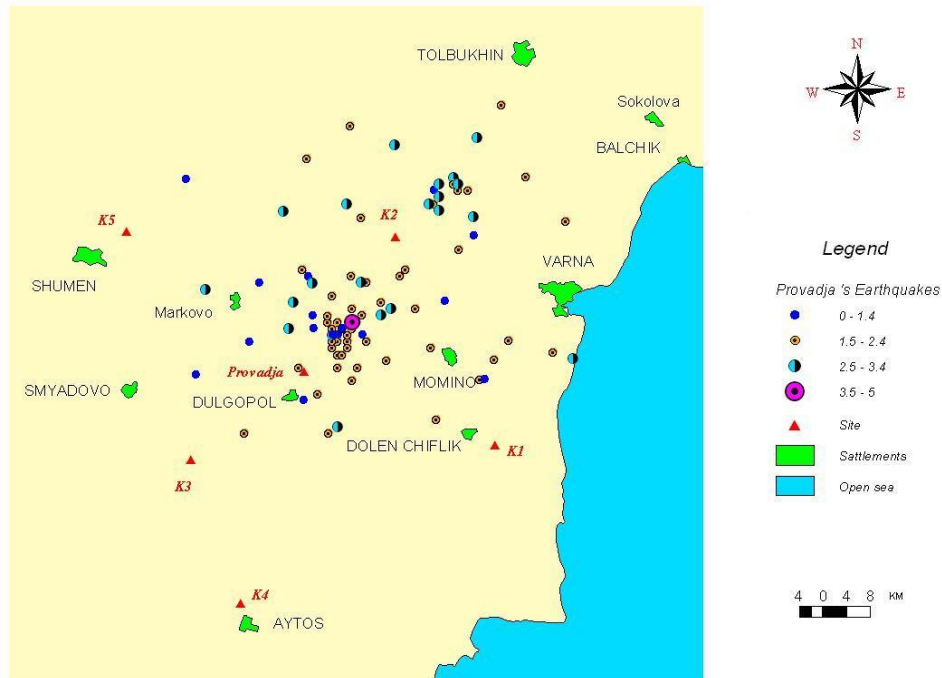 TOLBUKHIN
Sokolova
BALCHIK
K5
K2
SHUMEN
VARNA
Markovo
Provadja
SMYADOVO
MOMINO
DULGOPOL
DOLEN CHIFLIK
K1
K3
K4
AYTOS
N
W E
S
Legend
Provadja 's Earthquakes
0 - 1.4
1.5 - 2.4
2.5 - 3.4
3.5 - 5
Site
Sattlements
Open sea
4 0 4 8 КМ